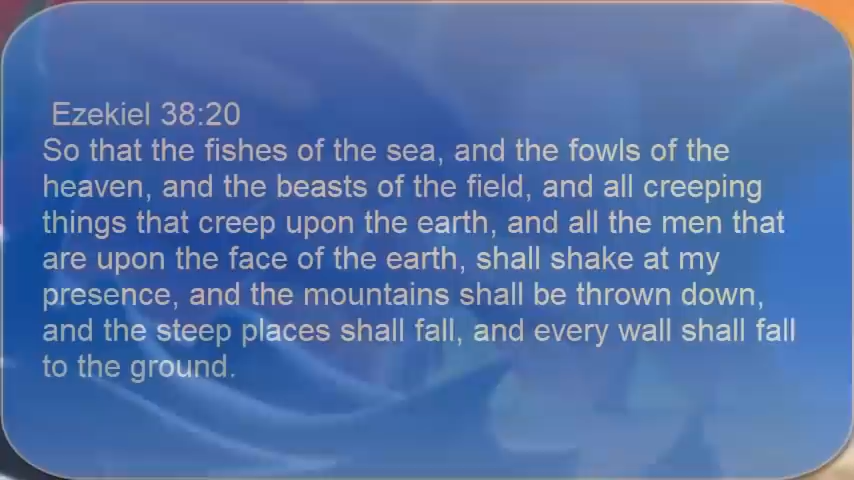 Ezekiel 38:20
So that the fishes of the sea, and the fowls of the
heaven, and the beasts of the field, and all creeping
things that creep upon the earth, and all the men that
are upon the face of the earth, shall shake at my
presence, and the mountains shall be thrown down,
and the steep places shall fall, and every wall shall fall
to the ground.